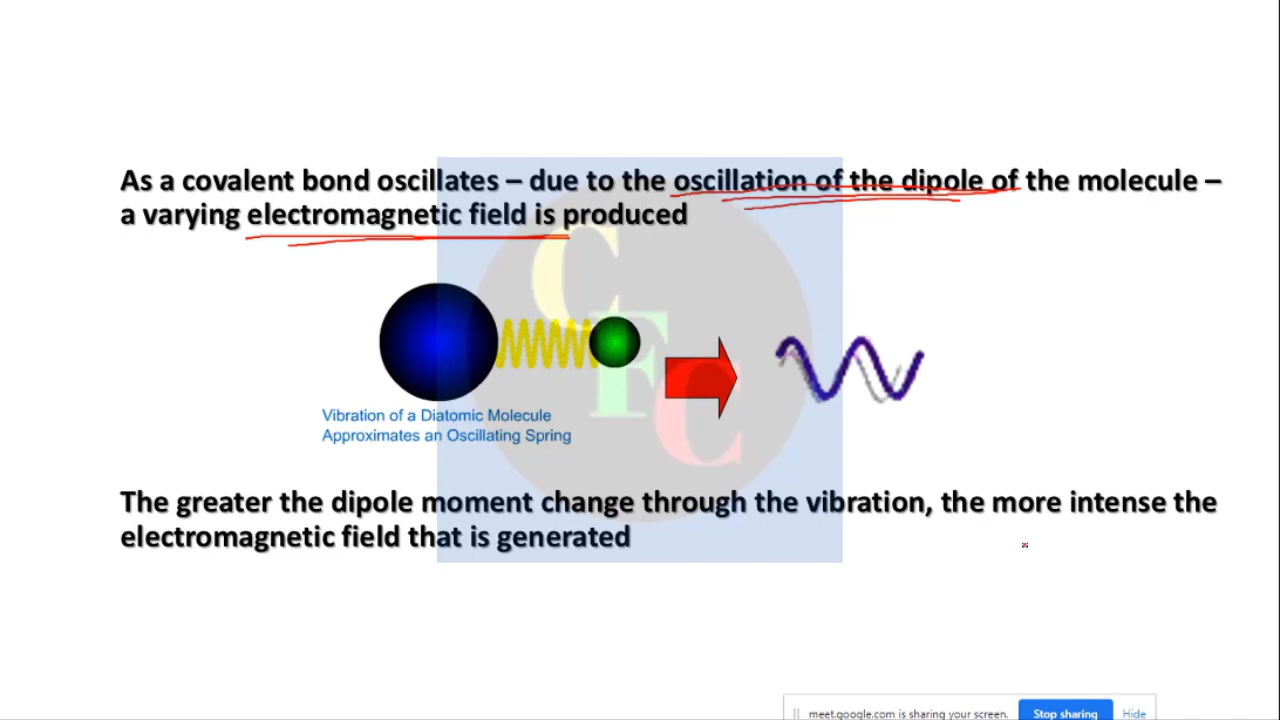 As a covalent bond oscillates – due to the oscillation of the dipole of the molecule –
a varying electromagnetic field is produced
C
F
C
Vibration of a Diatomic Molecule
Approximates an Oscillating Spring
The greater the dipole moment change through the vibration, the more intense the
electromagnetic field that is generated
meet.google.com is sharing your screen. Stop sharing Hide